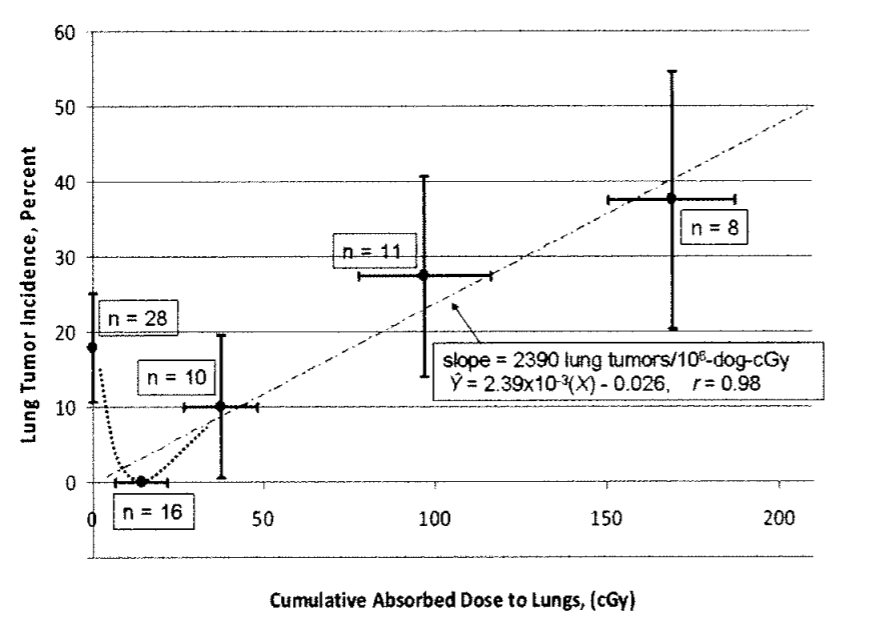 60
50
40
30
20
10
0
Lung Tumor Incidence, Percent
n = 28
n = 10
n = 16
n = 11
n = 8
slope = 2390 lung tumors/10⁶-dog-cGy
Ŷ = 2.39x10⁻³(X) - 0.026, r = 0.98
0 50 100 150 200
Cumulative Absorbed Dose to Lungs, (cGy)